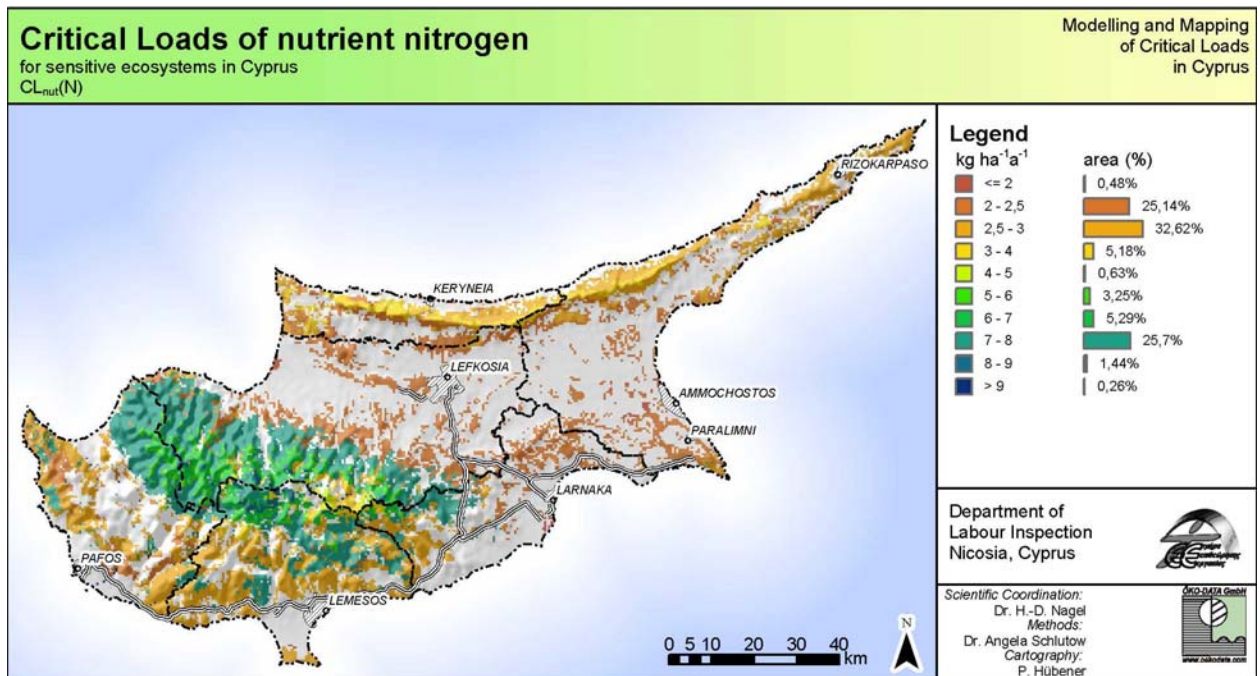 Critical Loads of nutrient nitrogen
for sensitive ecosystems in Cyprus
CLnut(N)
Modelling and Mapping
of Critical Loads
in Cyprus
RIZOKARPASO
KERYNEIA
LEFKOSIA
AMMOCHOSTOS
PARALIMNI
LARNAKA
PAFOS
LEMESOS
0 5 10 20 30 40
km
N
Legend
kg ha-1a-1 area (%)
<= 2 0,48%
2 - 2,5 25,14%
2,5 - 3 32,62%
3 - 4 5,18%
4 - 5 0,63%
5 - 6 3,25%
6 - 7 5,29%
7 - 8 25,7%
8 - 9 1,44%
> 9 0,26%
Department of
Labour Inspection
Nicosia, Cyprus
Scientific Coordination:
Dr. H.-D. Nagel
Methods:
Dr. Angela Schlutow
Cartography:
P. Hübener
ÖKO-DATA GmbH
www.oekodata.com